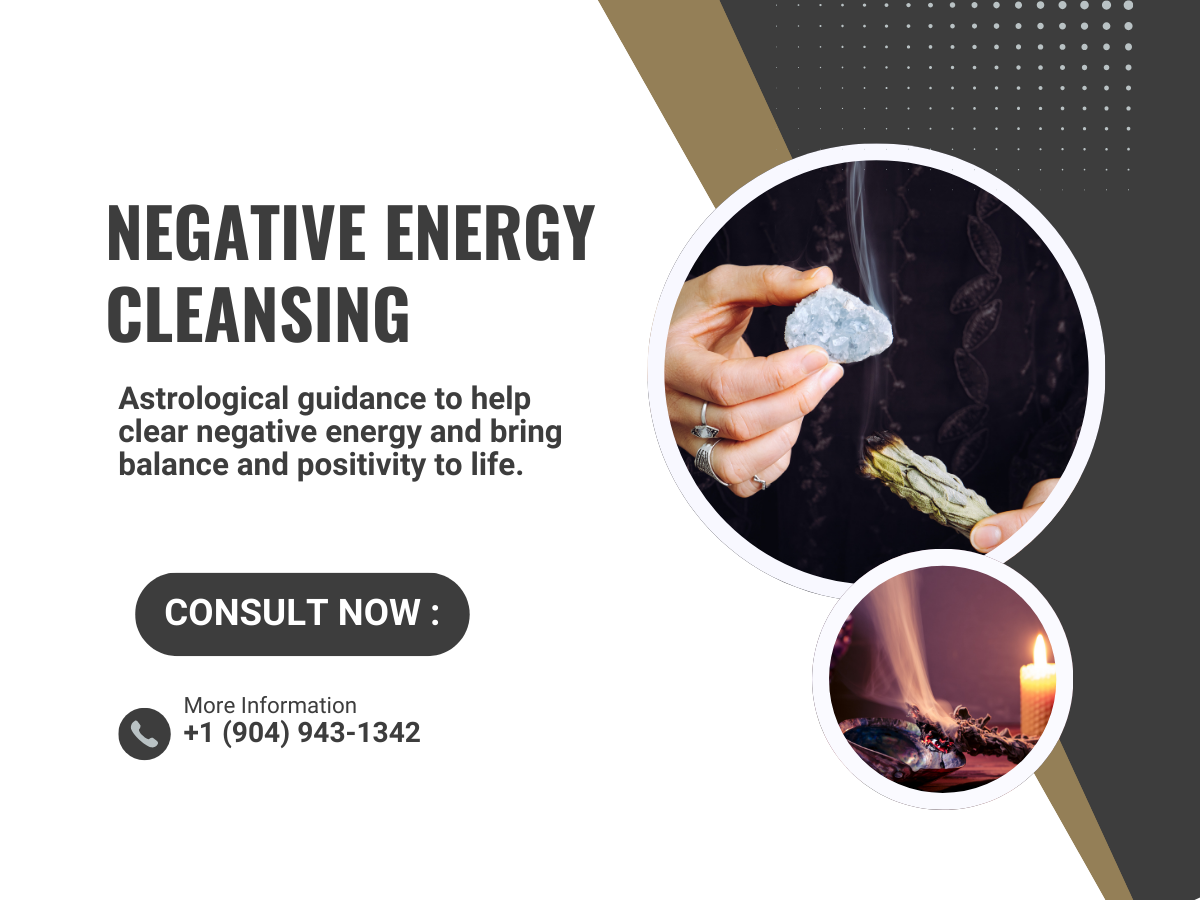 NEGATIVE ENERGY
CLEANSING
Astrological guidance to help
clear negative energy and bring
balance and positivity to life.
CONSULT NOW :
More Information
+1 (904) 943-1342